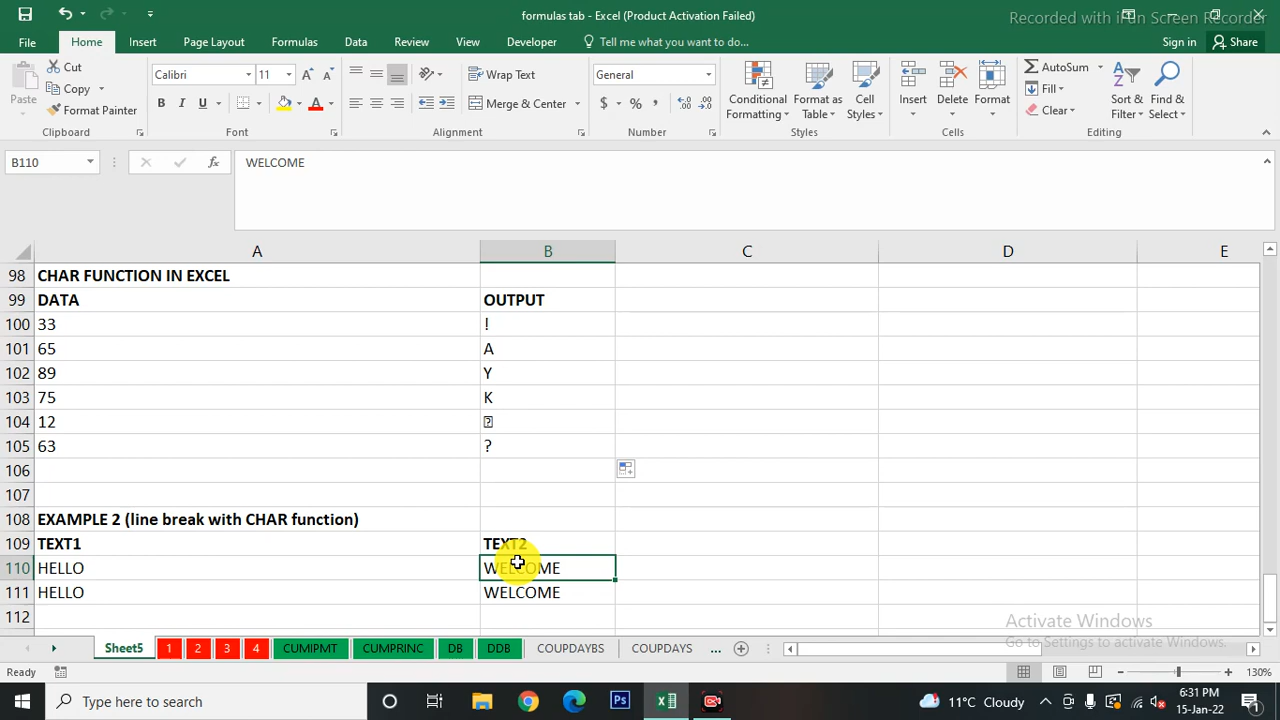 formulas tab - Excel (Product Activation Failed)
Recorded with iFun Screen Recorder
File Home Insert Page Layout Formulas Data Review View Developer Tell me what you want to do... Sign in Share
Cut
Copy
Format Painter
Paste
Clipboard
Calibri 11
B I U
Font
Wrap Text
Merge & Center
Alignment
General
$ % ,
Number
Conditional Formatting
Format as Table
Cell Styles
Styles
Insert Delete Format
Cells
AutoSum
Fill
Clear
Sort & Filter
Find & Select
Editing
B110 fx WELCOME
A B C D E
98 CHAR FUNCTION IN EXCEL
99 DATA OUTPUT
100 33 !
101 65 A
102 89 Y
103 75 K
104 12
105 63 ?
106
107
108 EXAMPLE 2 (line break with CHAR function)
109 TEXT1 TEXT2
110 HELLO WELCOME
111 HELLO WELCOME
112
Activate Windows
Go to Settings to activate Windows.
Sheet5 1 2 3 4 CUMIPMT CUMPRINC DB DDB COUPDAYBS COUPDAYS ...
Ready 130%
Type here to search
Ps
11°C Cloudy
6:31 PM
15-Jan-22
1